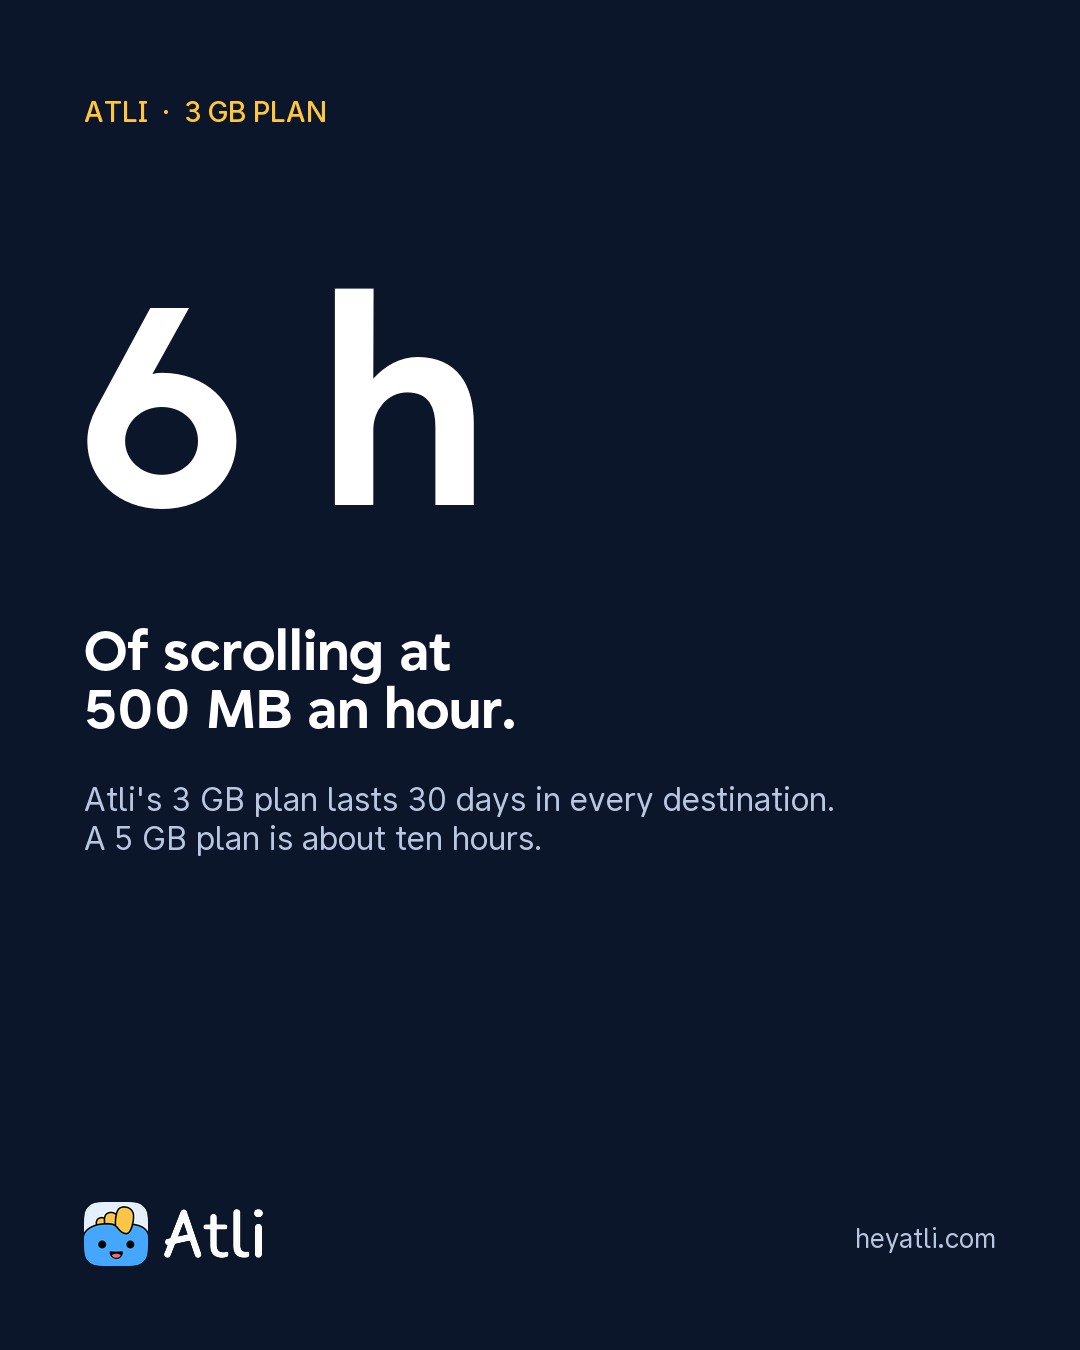 ATLI · 3 GB PLAN
6 h
Of scrolling at
500 MB an hour.
Atli's 3 GB plan lasts 30 days in every destination.
A 5 GB plan is about ten hours.
Atli
heyatli.com